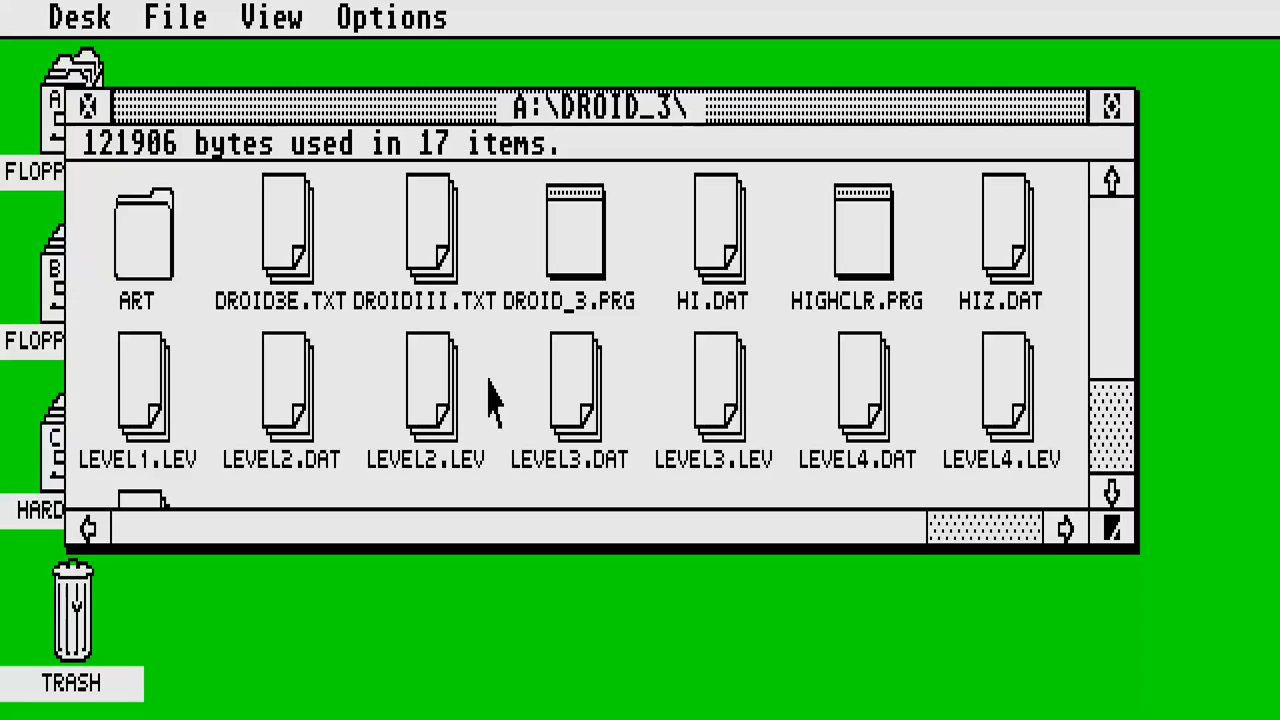 Desk File View Options
A:\DROID_3\
121906 bytes used in 17 items.
A
FLOPP
B
FLOPP
C
HARD
ART DROID3E.TXT DROIDIII.TXT DROID_3.PRG HI.DAT HIGHCLR.PRG HIZ.DAT
LEVEL1.LEV LEVEL2.DAT LEVEL2.LEV LEVEL3.DAT LEVEL3.LEV LEVEL4.DAT LEVEL4.LEV
TRASH